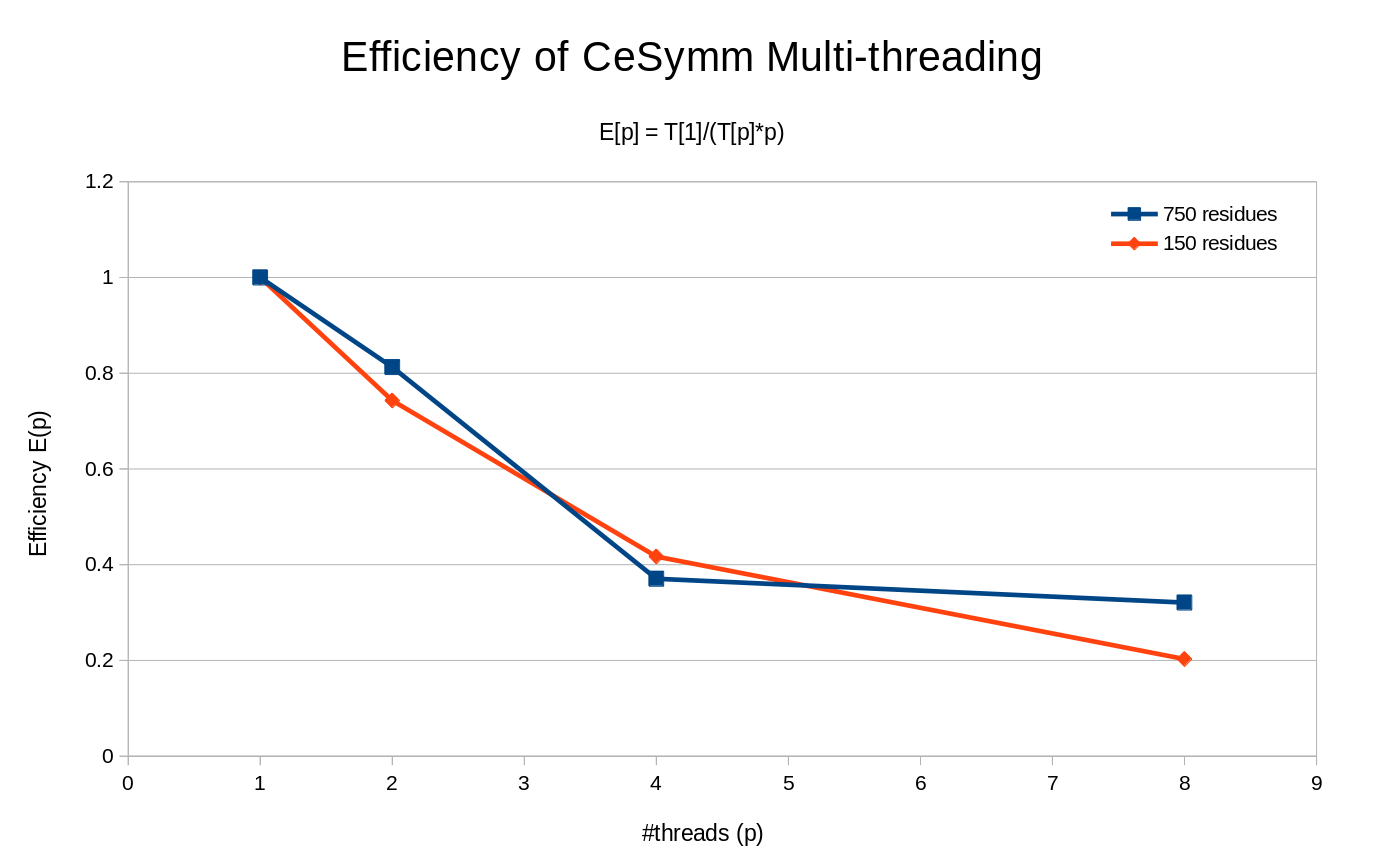 Efficiency of CeSymm Multi-threading
E[p] = T[1]/(T[p]*p)
750 residues
150 residues
Efficiency E(p)
1.2
1
0.8
0.6
0.4
0.2
0
0 1 2 3 4 5 6 7 8 9
#threads (p)